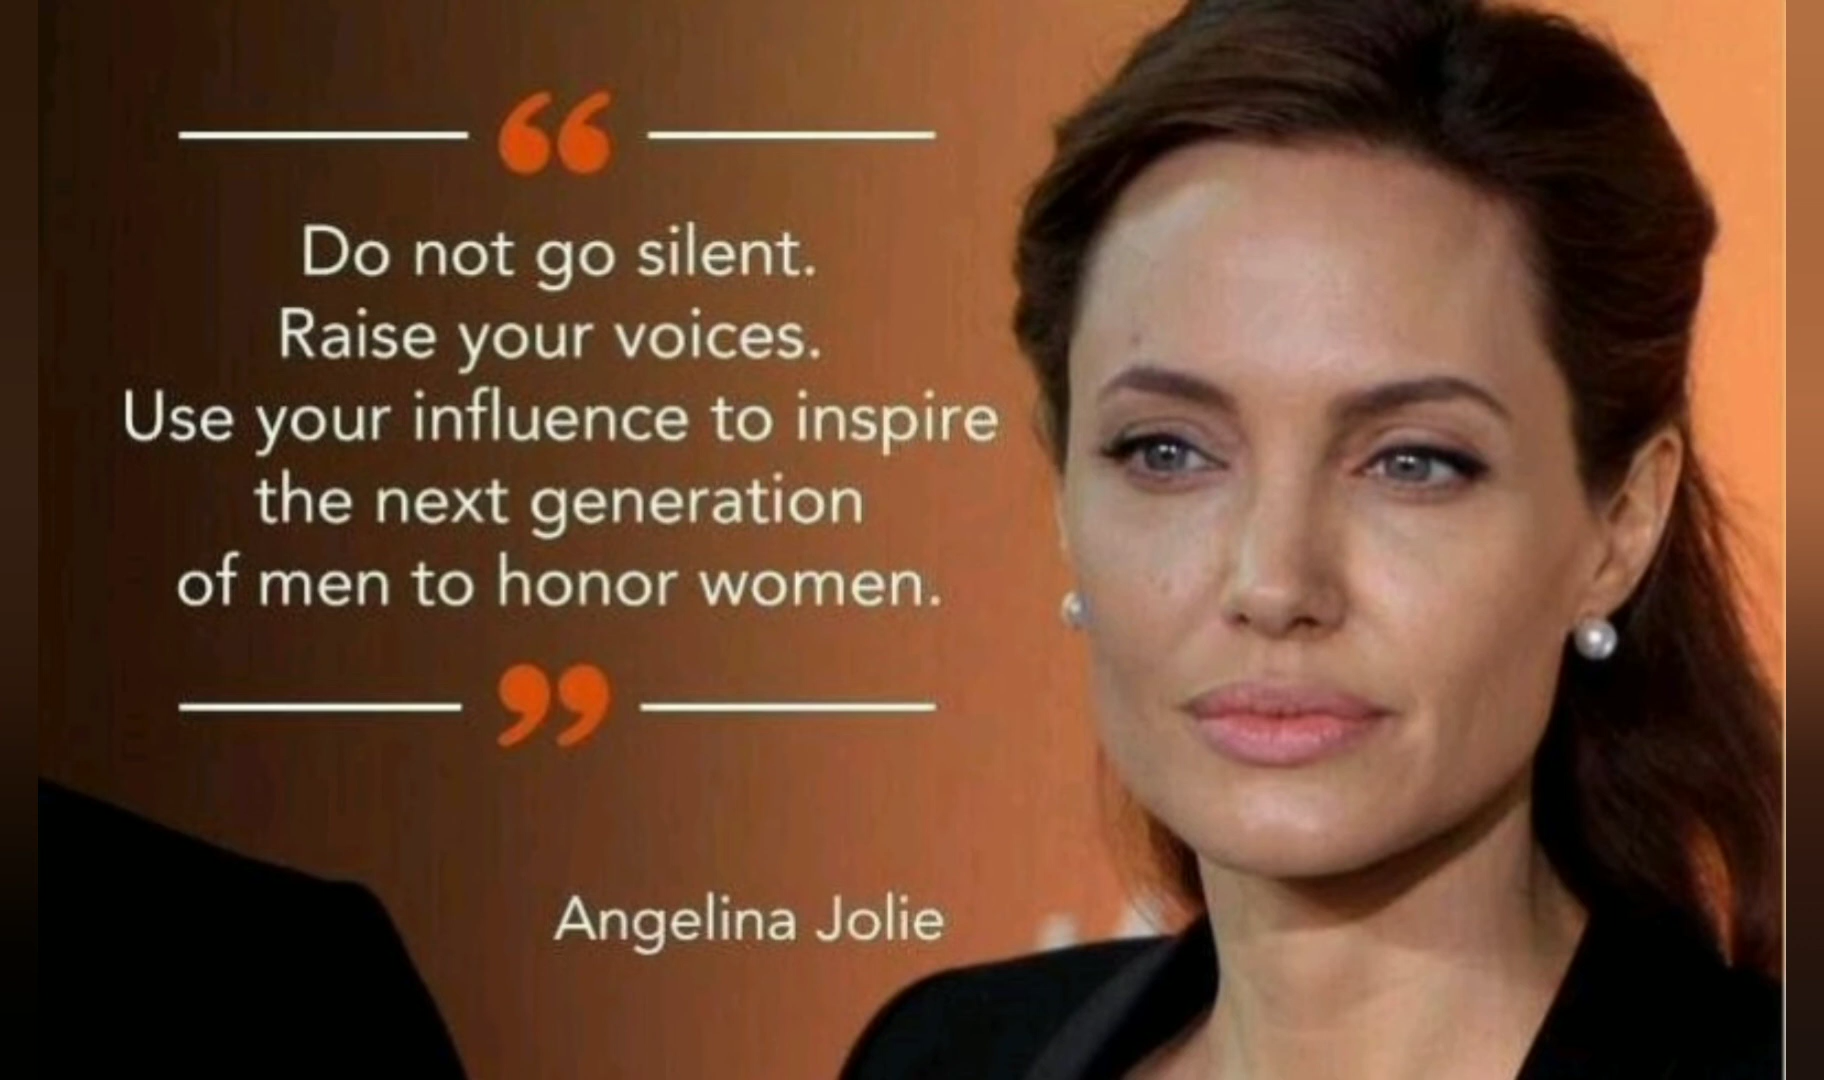 “
Do not go silent.
Raise your voices.
Use your influence to inspire
the next generation
of men to honor women.
”
Angelina Jolie